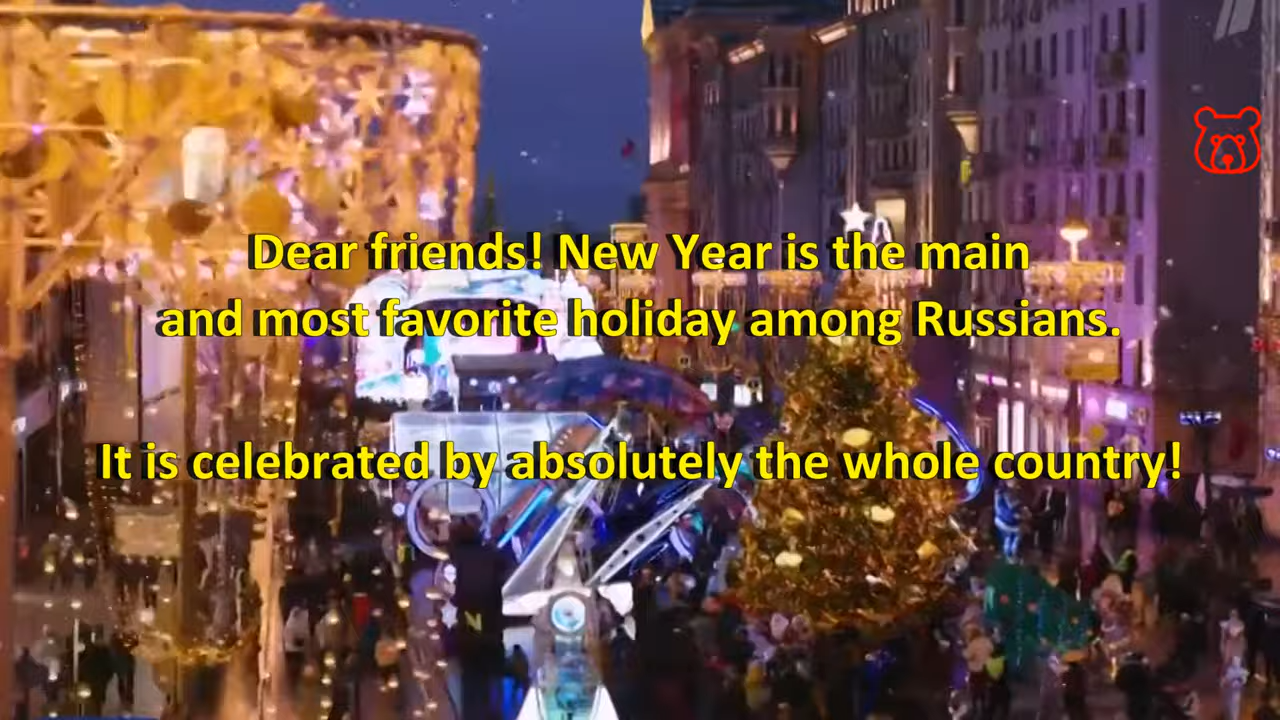 Dear friends! New Year is the main
and most favorite holiday among Russians.
It is celebrated by absolutely the whole country!